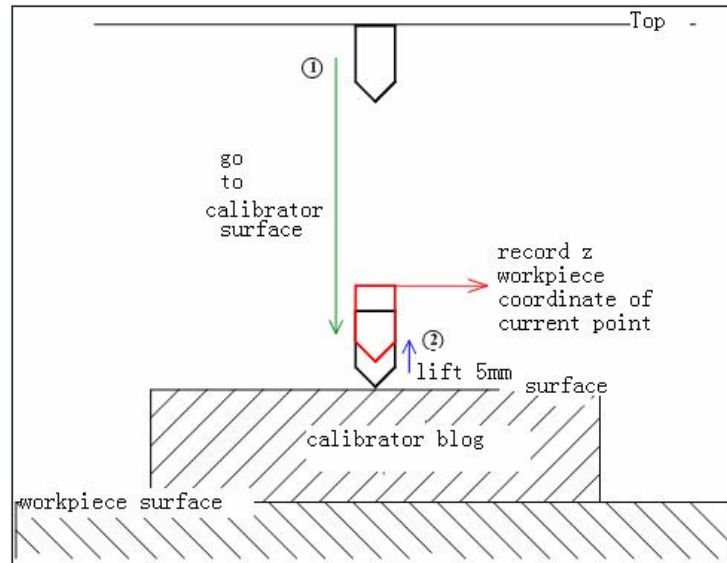 Top
①
go
to
calibrator
surface
record z
workpiece
coordinate of
current point
②
lift 5mm
surface
calibrator blog
workpiece surface